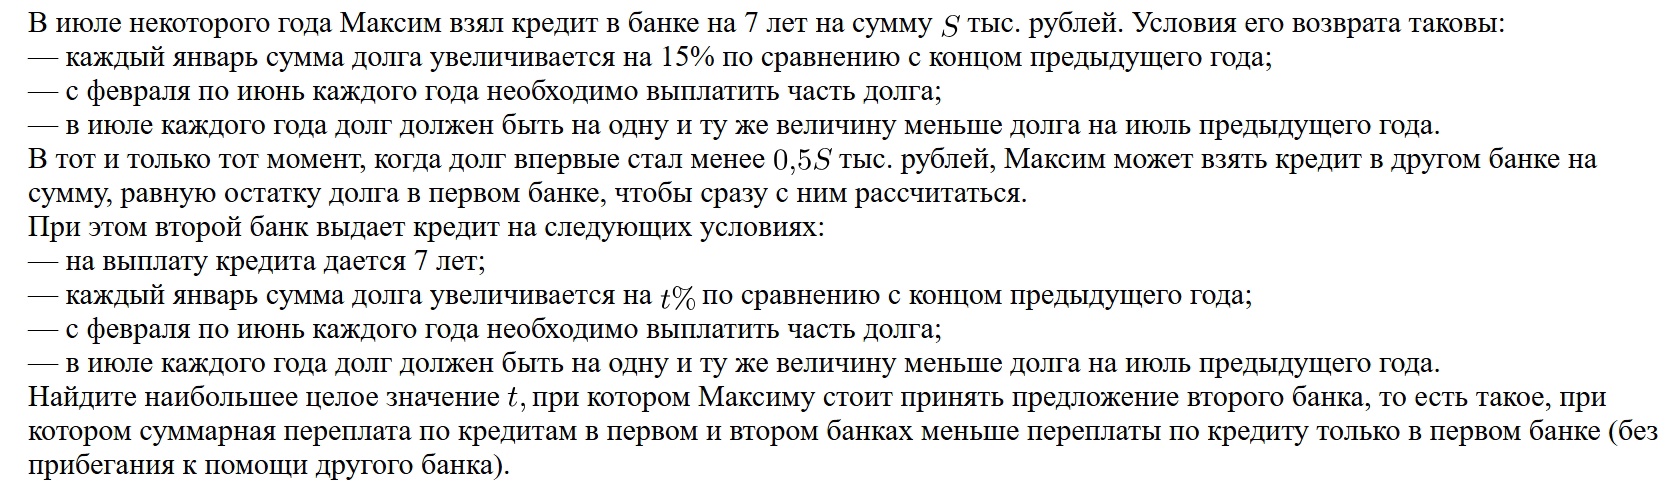 В июле некоторого года Максим взял кредит в банке на 7 лет на сумму S тыс. рублей. Условия его возврата таковы:
— каждый январь сумма долга увеличивается на 15% по сравнению с концом предыдущего года;
— с февраля по июнь каждого года необходимо выплатить часть долга;
— в июле каждого года долг должен быть на одну и ту же величину меньше долга на июль предыдущего года.
В тот и только тот момент, когда долг впервые стал менее 0,5S тыс. рублей, Максим может взять кредит в другом банке на
сумму, равную остатку долга в первом банке, чтобы сразу с ним рассчитаться.
При этом второй банк выдает кредит на следующих условиях:
— на выплату кредита дается 7 лет;
— каждый январь сумма долга увеличивается на t% по сравнению с концом предыдущего года;
— с февраля по июнь каждого года необходимо выплатить часть долга;
— в июле каждого года долг должен быть на одну и ту же величину меньше долга на июль предыдущего года.
Найдите наибольшее целое значение t, при котором Максиму стоит принять предложение второго банка, то есть такое, при
котором суммарная переплата по кредитам в первом и втором банках меньше переплаты по кредиту только в первом банке (без
прибегания к помощи другого банка).